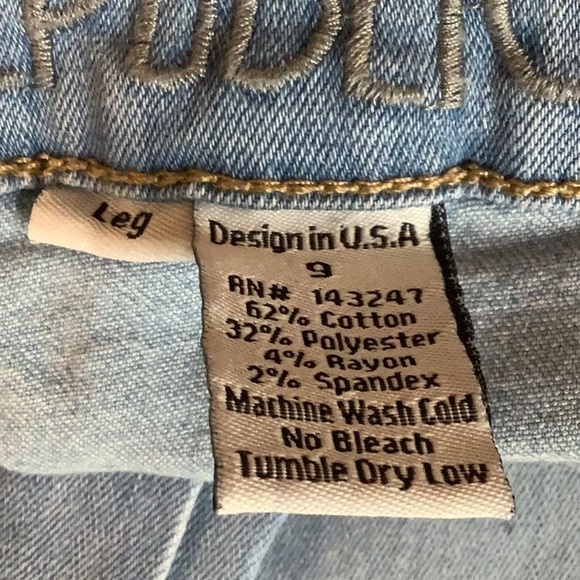 PUBLIC
Leg
Design in U.S.A
9
RN# 143247
62% Cotton
32% Polyester
4% Rayon
2% Spandex
Machine Wash Cold
No Bleach
Tumble Dry Low